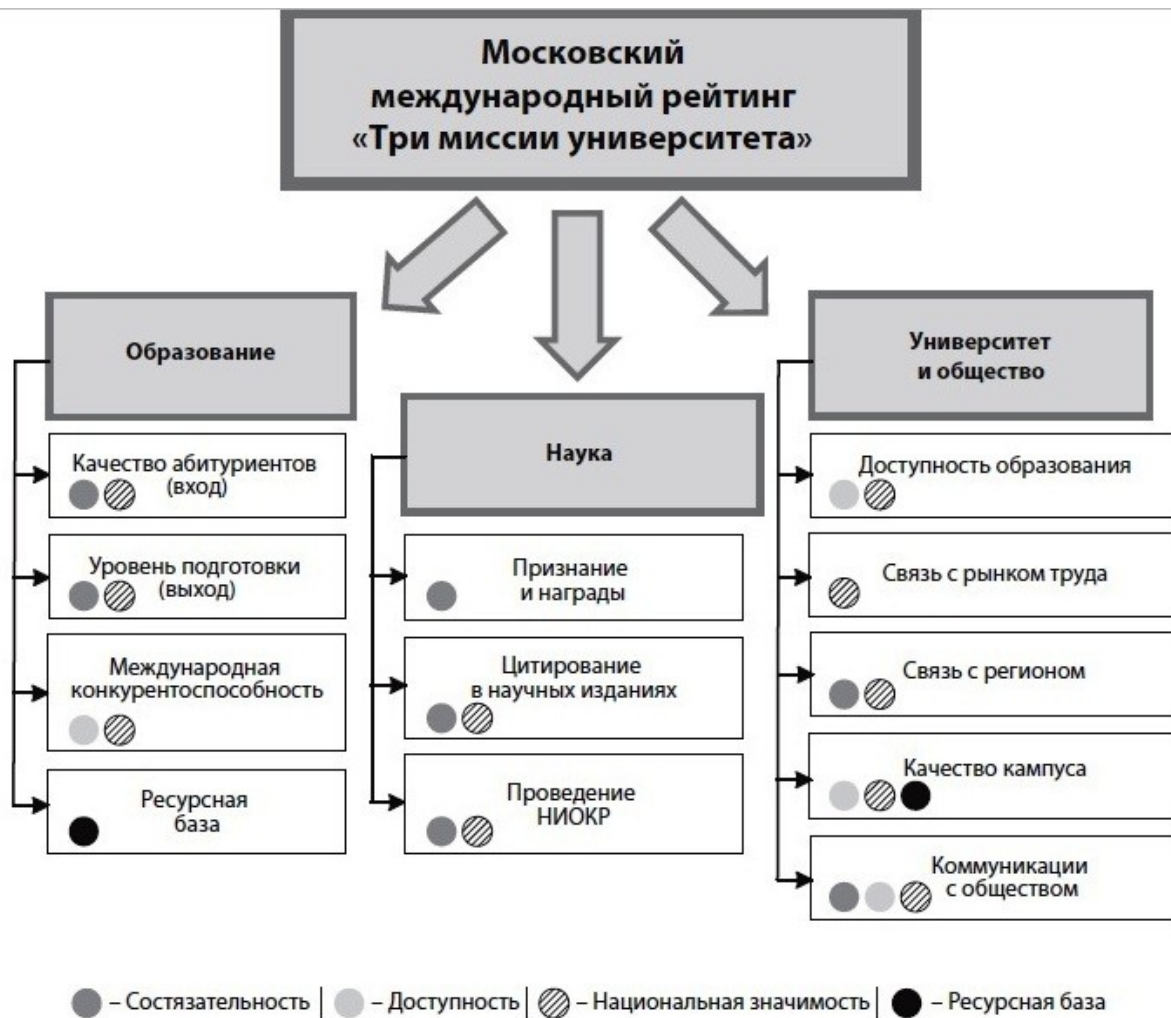 Московский
международный рейтинг
«Три миссии университета»
Образование
Качество абитуриентов
(вход)
Уровень подготовки
(выход)
Международная
конкурентоспособность
Ресурсная
база
Наука
Признание
и награды
Цитирование
в научных изданиях
Проведение
НИОКР
Университет
и общество
Доступность образования
Связь с рынком труда
Связь с регионом
Качество кампуса
Коммуникации
с обществом
– Состязательность | – Доступность | – Национальная значимость | – Ресурсная база